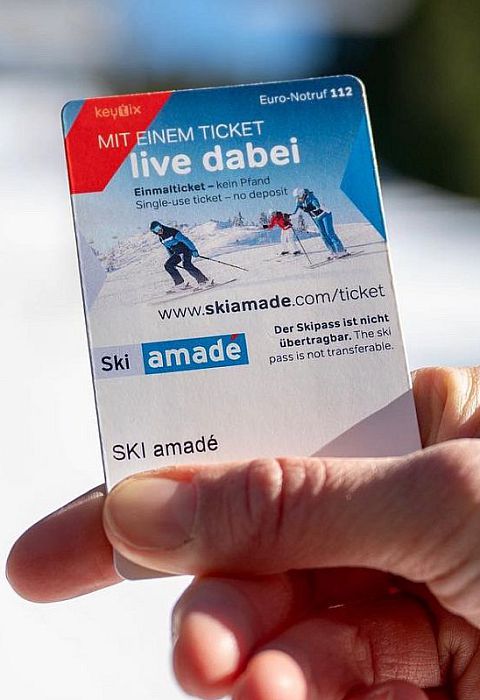 keytix
Euro-Notruf 112
MIT EINEM TICKET
live dabei
Einmalticket – kein Pfand
Single-use ticket – no deposit
www.skiamade.com/ticket
Ski amadé
Der Skipass ist nicht
übertragbar. The ski
pass is not transferable.
SKI amadé